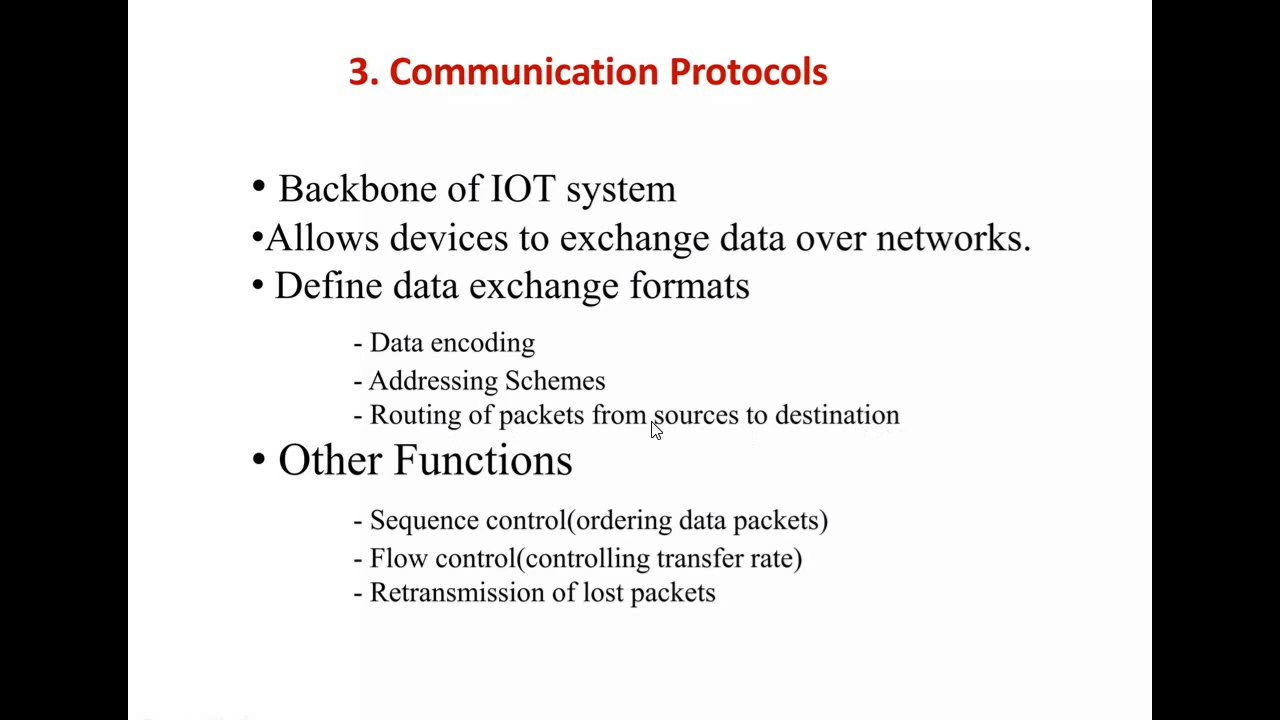 3. Communication Protocols
• Backbone of IOT system
•Allows devices to exchange data over networks.
• Define data exchange formats
- Data encoding
- Addressing Schemes
- Routing of packets from sources to destination
• Other Functions
- Sequence control(ordering data packets)
- Flow control(controlling transfer rate)
- Retransmission of lost packets